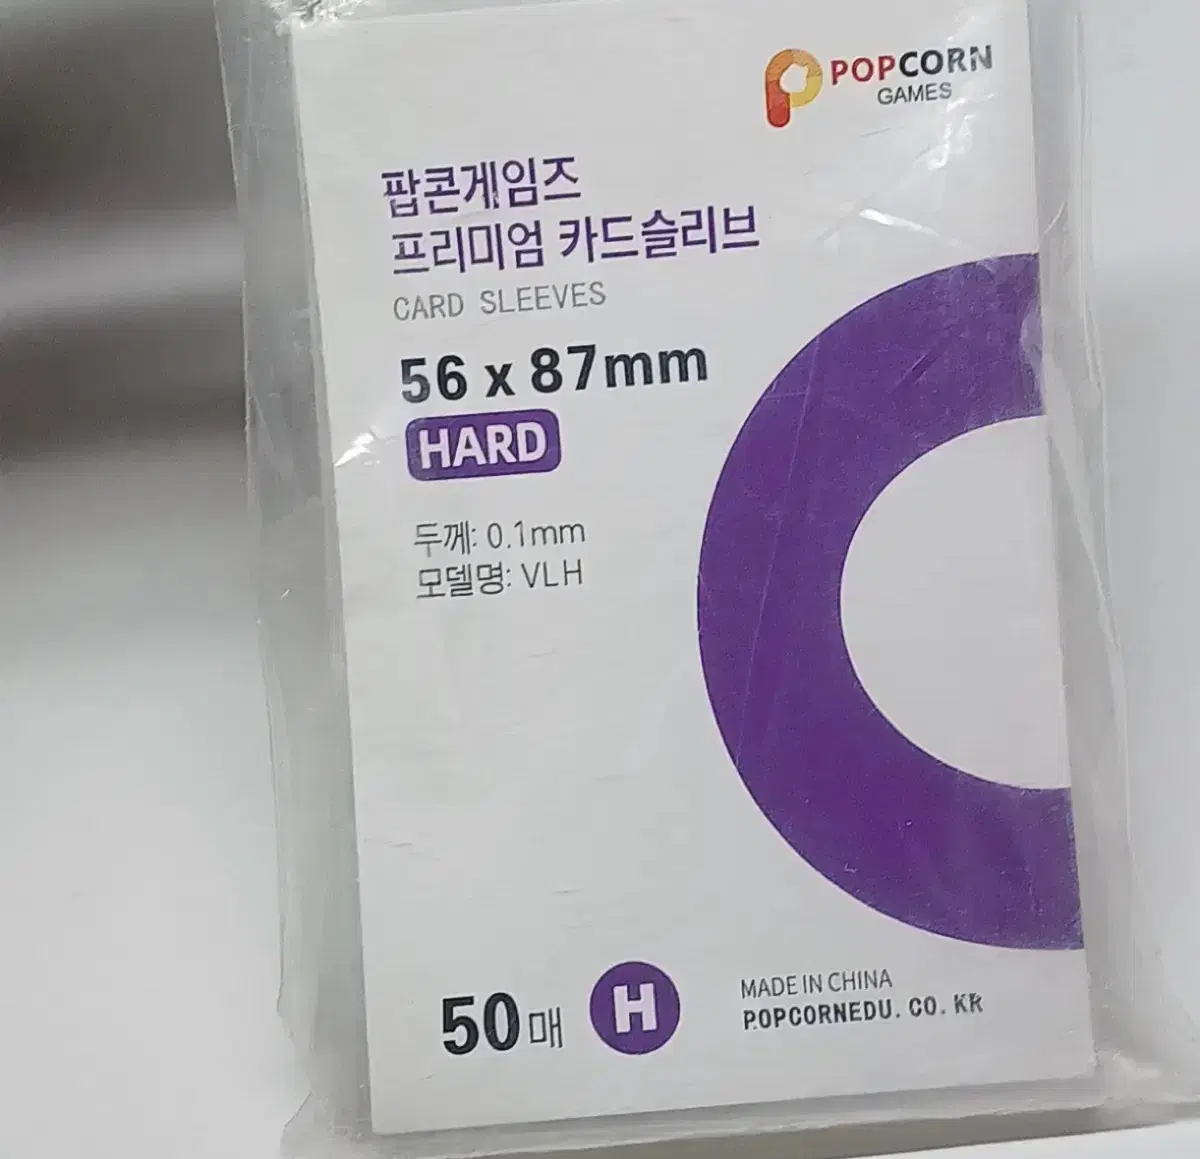 POPCORN
GAMES
팝콘게임즈
프리미엄 카드슬리브
CARD SLEEVES
56 x 87mm
HARD
두께: 0.1mm
모델명: VLH
50매
H
MADE IN CHINA
POPCORNEDU.CO.KR